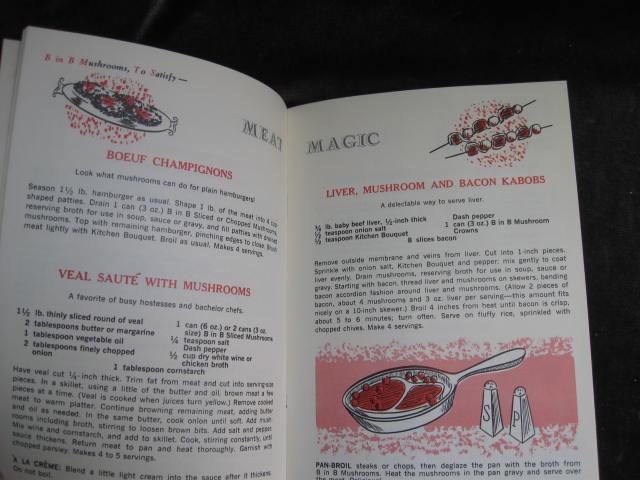 B in B Mushrooms, To Satisfy—
MEAT
BOEUF CHAMPIGNONS
Look what mushrooms can do for plain hamburgers!
Season 1½ lb. hamburger as usual. Shape 1 lb. of the meat into 4 cup
shaped patties. Drain 1 can (3 oz.) B in B Sliced or Chopped Mushrooms,
reserving broth for use in soup, sauce or gravy, and fill patties with drained
mushrooms. Top with remaining hamburger, pinching edges to close. Brush
meat lightly with Kitchen Bouquet. Broil as usual. Makes 4 servings.
VEAL SAUTÉ WITH MUSHROOMS
A favorite of busy hostesses and bachelor chefs.
1½ lb. thinly sliced round of veal
2 tablespoons butter or margarine
1 tablespoon vegetable oil
2 tablespoons finely chopped
onion
1 can (6 oz.) or 2 cans (3 oz.
size) B in B Sliced Mushrooms
¼ teaspoon salt
Dash pepper
½ cup dry white wine or
chicken broth
1 tablespoon cornstarch
Have veal cut ¼-inch thick. Trim fat from meat and cut into serving-size
pieces. In a skillet, using a little of the butter and oil, brown meat a few
pieces at a time. (Veal is cooked when juices turn yellow.) Remove cooked
meat to warm platter. Continue browning remaining meat, adding butter
and oil as needed. In the same butter, cook onion until soft. Add mush-
rooms including broth, stirring to loosen brown bits. Add salt and pepper.
Mix wine and cornstarch, and add to skillet. Cook, stirring constantly, until
sauce thickens. Return meat to pan and heat thoroughly. Garnish with
chopped parsley. Makes 4 to 5 servings.
À LA CRÈME: Blend a little light cream into the sauce after it thickens.
Do not boil.
MAGIC
LIVER, MUSHROOM AND BACON KABOBS
A delectable way to serve liver.
¾ lb. baby beef liver, ½-inch thick
½ teaspoon onion salt
½ teaspoon Kitchen Bouquet
Dash pepper
1 can (3 oz.) B in B Mushroom
Crowns
8 slices bacon
Remove outside membrane and veins from liver. Cut into 1-inch pieces.
Sprinkle with onion salt, Kitchen Bouquet and pepper; mix gently to coat
liver evenly. Drain mushrooms, reserving broth for use in soup, sauce or
gravy. Starting with bacon, thread liver and mushrooms on skewers, bending
bacon accordion fashion around liver and mushrooms. (Allow 2 pieces of
bacon, about 4 mushrooms and 3 oz. liver per serving—this amount fits
nicely on a 10-inch skewer.) Broil 4 inches from heat until bacon is crisp,
about 5 to 6 minutes; turn often. Serve on fluffy rice, sprinkled with
chopped chives. Make 4 servings.
S P
PAN-BROIL steaks or chops, then deglaze the pan with the broth from
B in B Mushrooms. Heat the mushrooms in the pan gravy and serve over